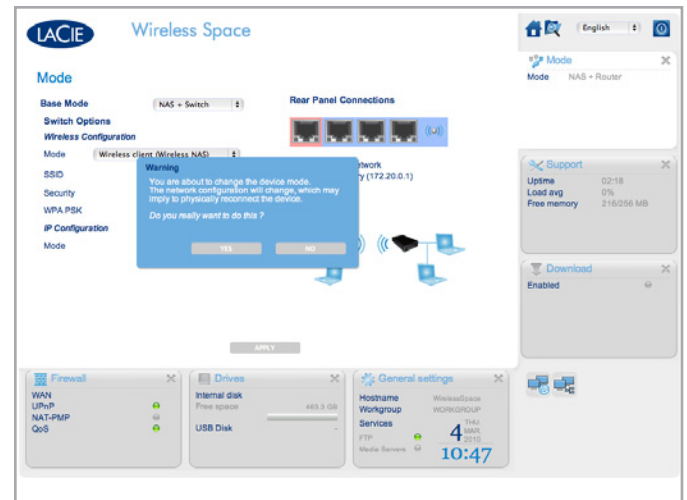 LACIE
Wireless Space
English
Mode
Base Mode
NAS + Switch
Switch Options
Wireless Configuration
Mode
Wireless client (Wireless NAS)
SSID
Security
WPA PSK
IP Configuration
Mode
Rear Panel Connections
(172.20.0.1)
Warning
You are about to change the device mode.
The network configuration will change, which may
imply to physically reconnect the device.
Do you really want to do this ?
YES
NO
APPLY
Mode
Mode NAS + Router
Support
Uptime 02:18
Load avg 0%
Free memory 216/256 MB
Download
Enabled
Firewall
WAN
UPnP
NAT-PMP
QoS
Drives
Internal disk
Free space 463.3 GB
USB Disk -
General settings
Hostname WirelessSpace
Workgroup WORKGROUP
Services
FTP
Media Servers
THU
4 MAR.
2010
10:47